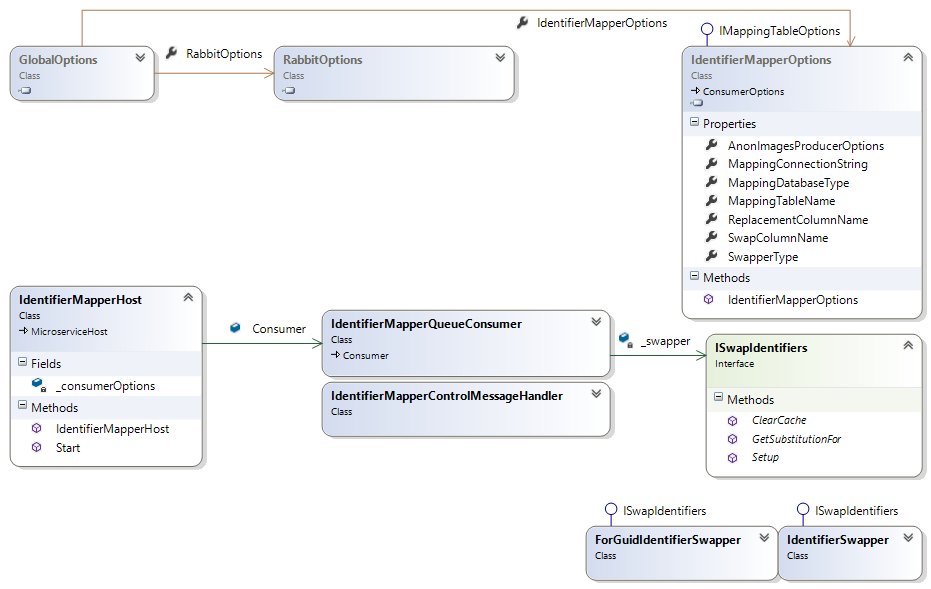 IdentifierMapperOptions
IMappingTableOptions
GlobalOptions
Class
RabbitOptions
RabbitOptions
Class
IdentifierMapperOptions
Class
ConsumerOptions
Properties
AnonImagesProducerOptions
MappingConnectionString
MappingDatabaseType
MappingTableName
ReplacementColumnName
SwapColumnName
SwapperType
Methods
IdentifierMapperOptions
IdentifierMapperHost
Class
MicroserviceHost
Fields
_consumerOptions
Methods
IdentifierMapperHost
Start
Consumer
IdentifierMapperQueueConsumer
Class
Consumer
IdentifierMapperControlMessageHandler
Class
_swapper
ISwapIdentifiers
Interface
Methods
ClearCache
GetSubstitutionFor
Setup
ISwapIdentifiers
ForGuidIdentifierSwapper
Class
ISwapIdentifiers
IdentifierSwapper
Class